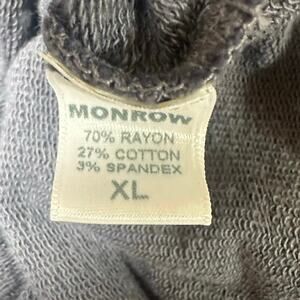 MONROW
70% RAYON
27% COTTON
3% SPANDEX
XL